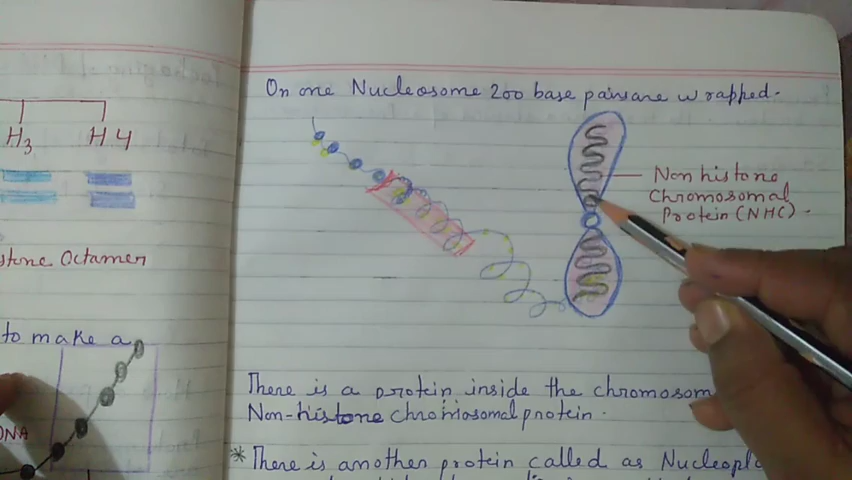 H3 H4
stone Octamer
to make a
DNA
On one Nucleosome 200 base pairs are wrapped.
Non histone
Chromosomal
Protein (NHC).
There is a protein inside the chromosom
Non-histone chromosomal protein.
* There is another protein called as Nucleopl